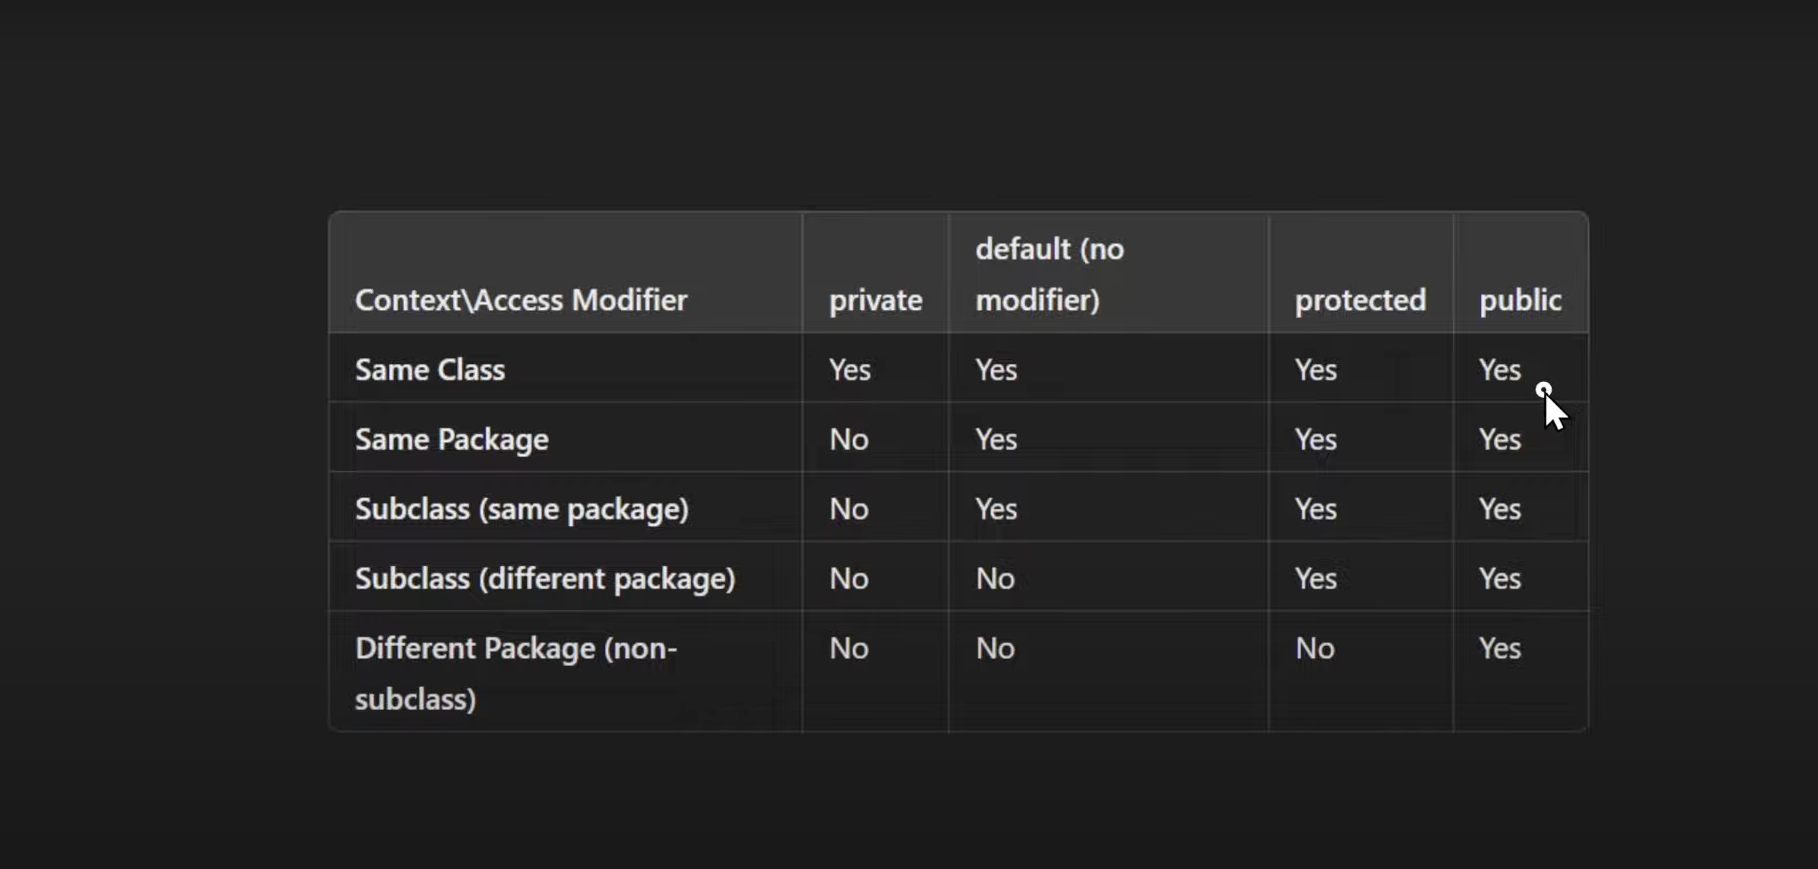 Context\Access Modifier private default (no modifier) protected public
Same Class Yes Yes Yes Yes
Same Package No Yes Yes Yes
Subclass (same package) No Yes Yes Yes
Subclass (different package) No No Yes Yes
Different Package (non- No No No Yes
subclass)